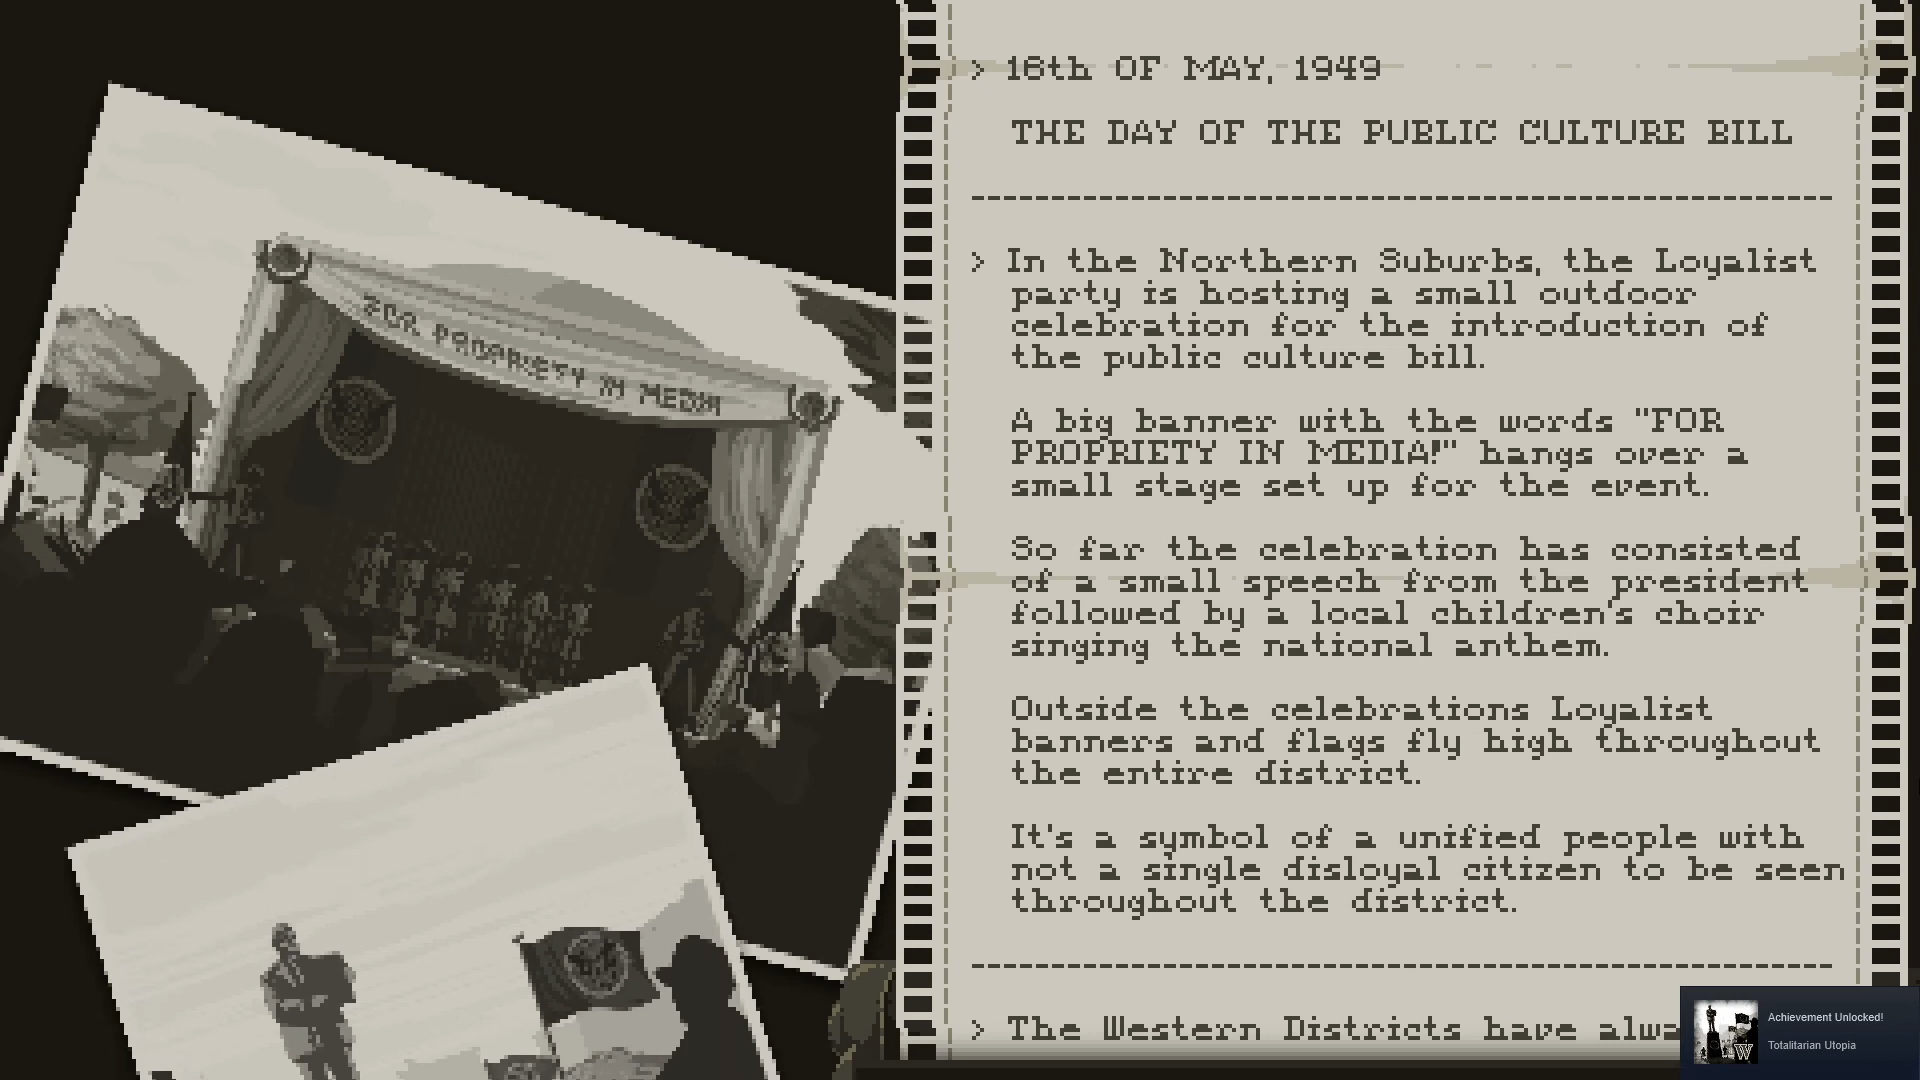 FOR PROPRIETY IN MEDIA
> 16th OF MAY, 1949
THE DAY OF THE PUBLIC CULTURE BILL
> In the Northern Suburbs, the Loyalist
party is hosting a small outdoor
celebration for the introduction of
the public culture bill.
A big banner with the words "FOR
PROPRIETY IN MEDIA!" hangs over a
small stage set up for the event.
So far the celebration has consisted
of a small speech from the president
followed by a local children's choir
singing the national anthem.
Outside the celebrations Loyalist
banners and flags fly high throughout
the entire district.
It's a symbol of a unified people with
not a single disloyal citizen to be seen
throughout the district.
> The Western Districts have alwa
W
Achievement Unlocked!
Totalitarian Utopia